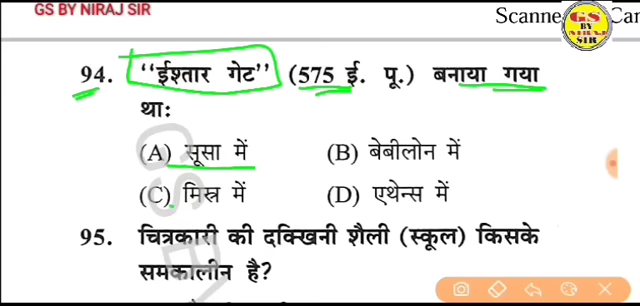 GS BY NIRAJ SIR
Scanne
Car
GS
BY
NIRAJ
SIR
94. ‘‘ईश्तार गेट’’ (575 ई. पू.) बनाया गया
थाः
(A) सूसा में (B) बेबीलोन में
(C) मिस्र में (D) एथेन्स में
95. चित्रकारी की दक्खिनी शैली (स्कूल) किसके
समकालीन है?